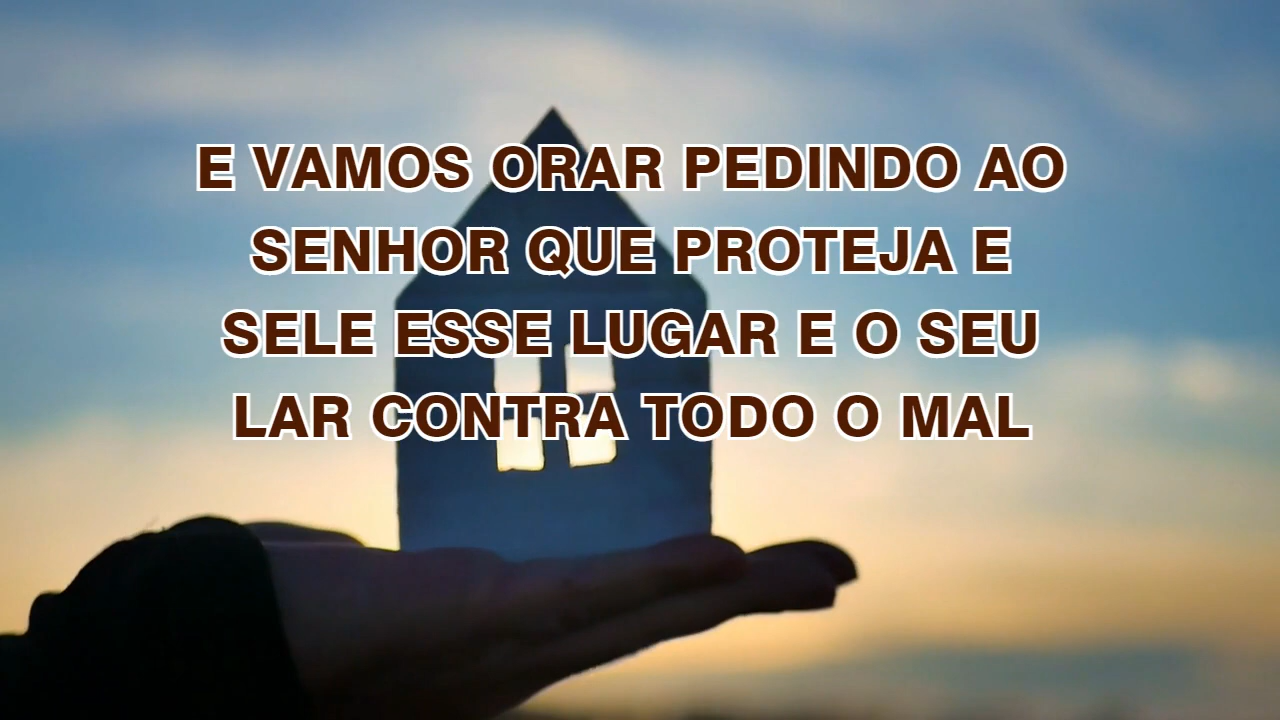 E VAMOS ORAR PEDINDO AO
SENHOR QUE PROTEJA E
SELE ESSE LUGAR E O SEU
LAR CONTRA TODO O MAL